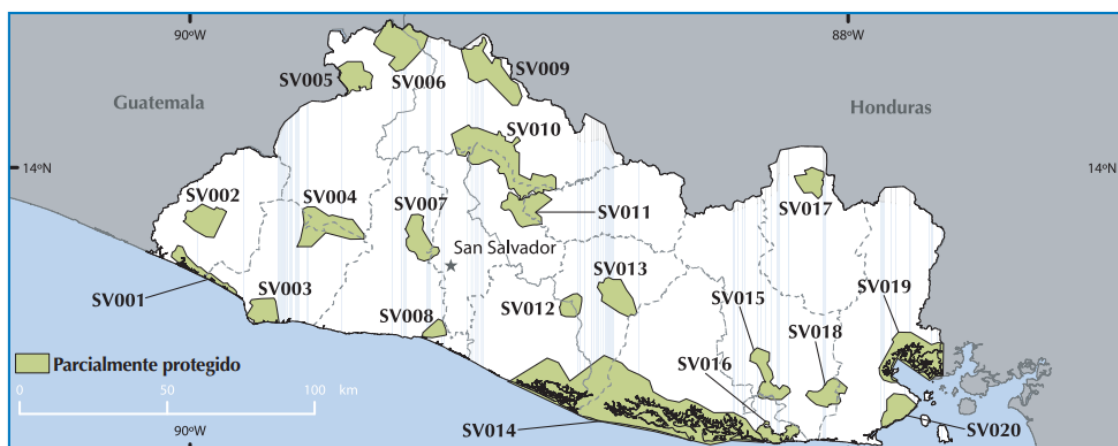 90ºW
88ºW
SV009
SV005
SV006
Guatemala
Honduras
SV010
14ºN
14ºN
SV002
SV004
SV007
SV011
SV017
San Salvador
SV013
SV001
SV003
SV015
SV019
SV012
SV008
SV018
Parcialmente protegido
SV016
0 50 100 km
SV014
SV020
90ºW
88ºW